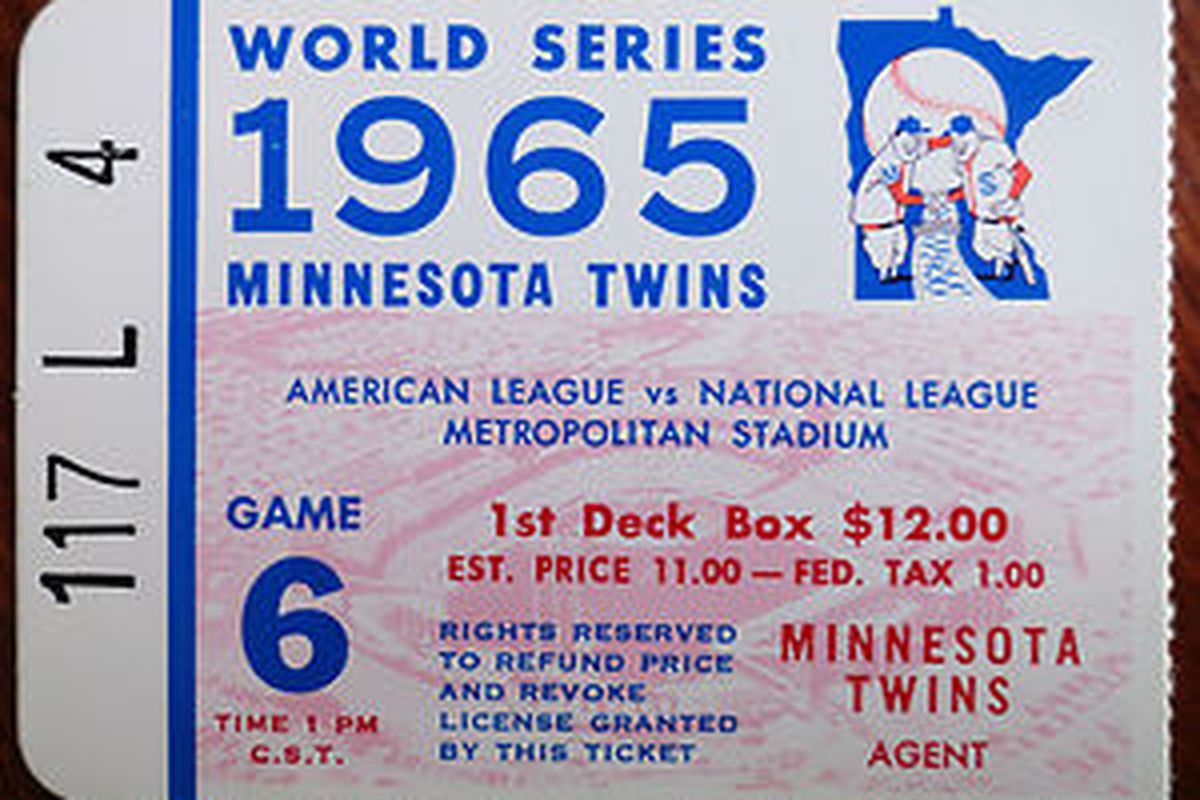 117 L 4
WORLD SERIES
1965
MINNESOTA TWINS
AMERICAN LEAGUE vs NATIONAL LEAGUE
METROPOLITAN STADIUM
GAME
6
TIME 1 PM
C.S.T.
1st Deck Box $12.00
EST. PRICE 11.00 — FED. TAX 1.00
RIGHTS RESERVED
TO REFUND PRICE
AND REVOKE
LICENSE GRANTED
BY THIS TICKET
MINNESOTA
TWINS
AGENT
M S